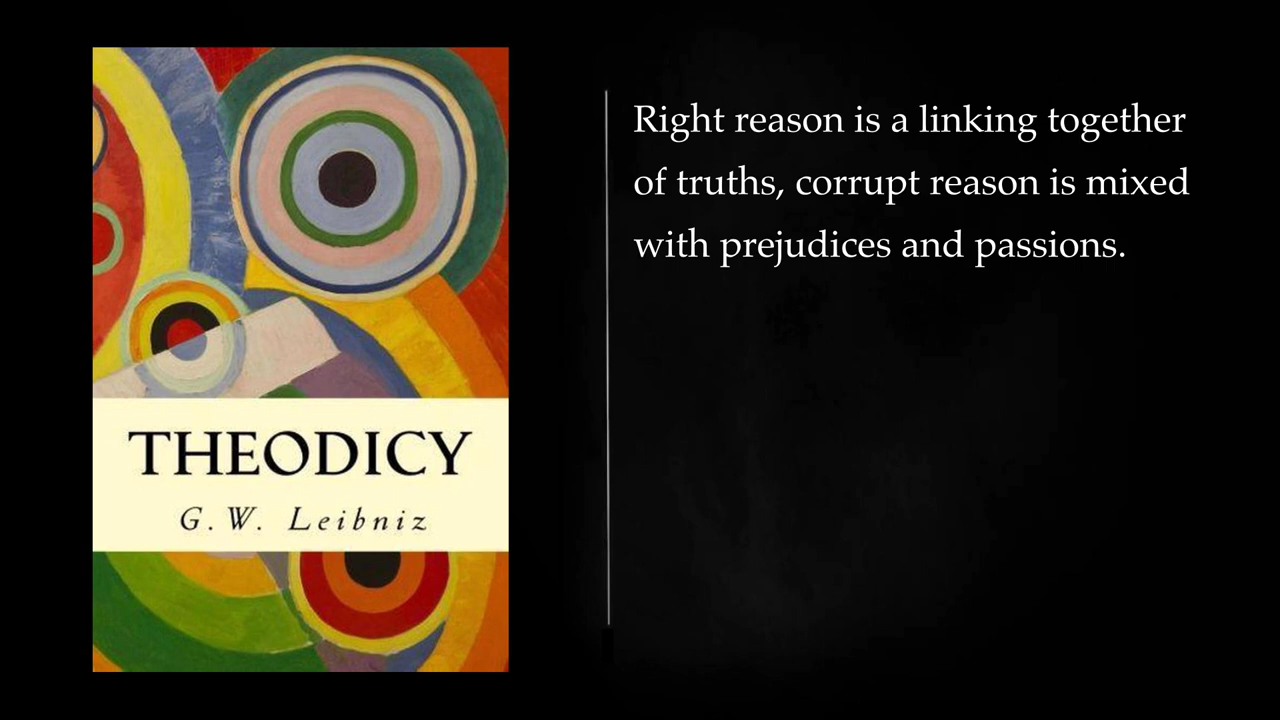 THEODICY
G. W. Leibniz
Right reason is a linking together
of truths, corrupt reason is mixed
with prejudices and passions.